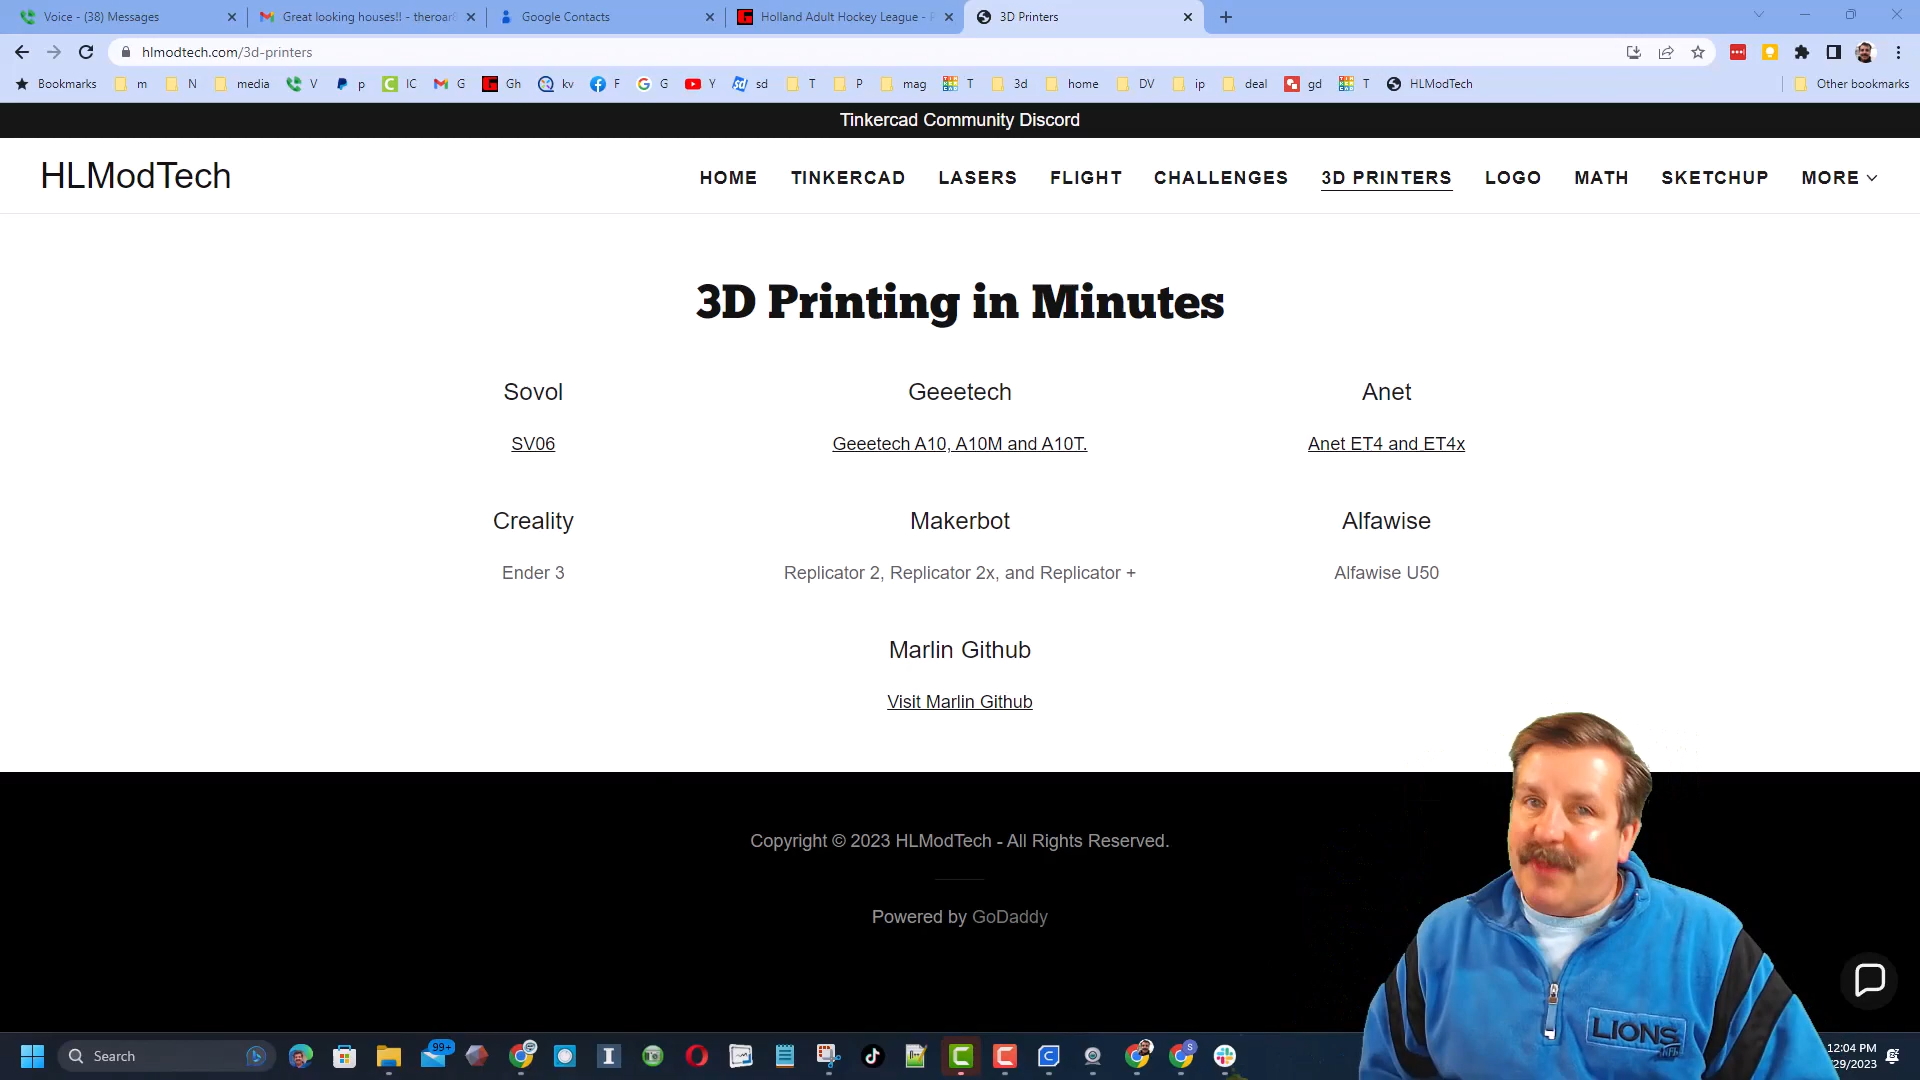 Voice - (38) Messages
Great looking houses!! - theroar8
Google Contacts
Holland Adult Hockey League -
3D Printers
hlmodtech.com/3d-printers
Bookmarks m N media V p IC G Gh kv F G Y sd T P mag T 3d home DV ip deal gd T HLModTech Other bookmarks
Tinkercad Community Discord
HLModTech
HOME TINKERCAD LASERS FLIGHT CHALLENGES 3D PRINTERS LOGO MATH SKETCHUP MORE
3D Printing in Minutes
Sovol Geeetech Anet
SV06 Geeetech A10, A10M and A10T. Anet ET4 and ET4x
Creality Makerbot Alfawise
Ender 3 Replicator 2, Replicator 2x, and Replicator + Alfawise U50
Marlin Github
Visit Marlin Github
Copyright © 2023 HLModTech - All Rights Reserved.
Powered by GoDaddy
LIONS
NFL
Search
99+
12:04 PM
/29/2023